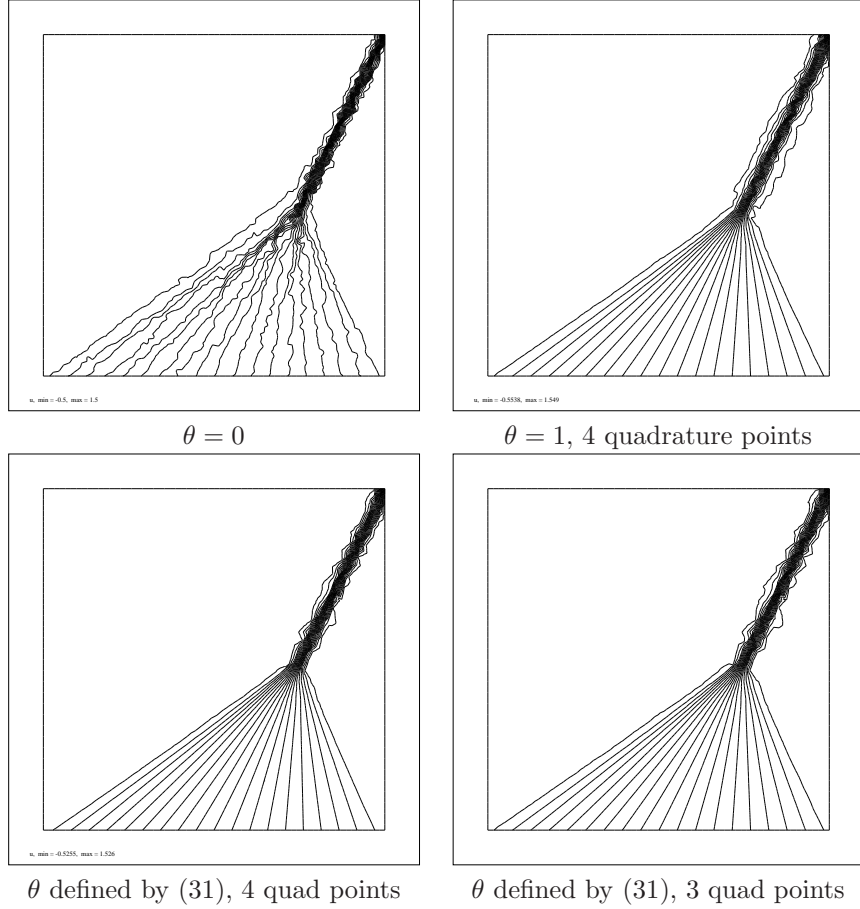 u, min = -0.5, max = 1.5
u, min = -0.5538, max = 1.549
θ = 0
θ = 1, 4 quadrature points
u, min = -0.5255, max = 1.526
θ defined by (31), 4 quad points
θ defined by (31), 3 quad points